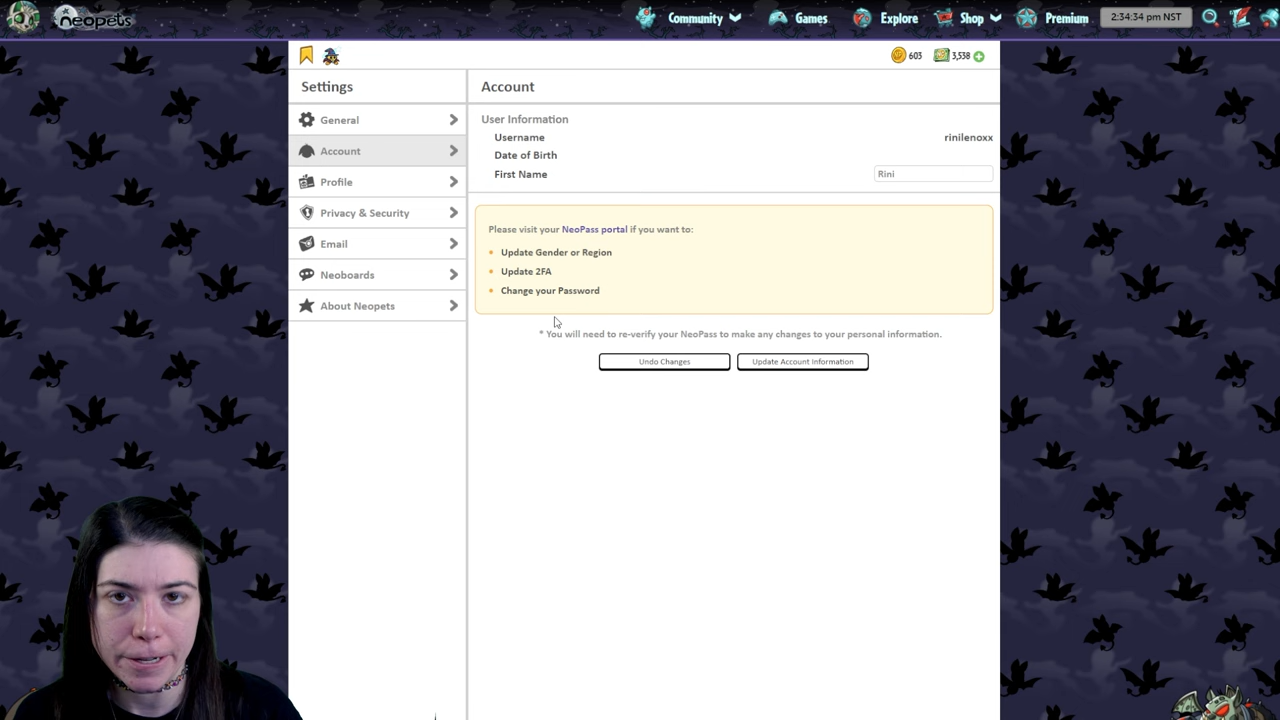 neopets
Community
Games
Explore
Shop
Premium
2:34:34 pm NST
603
3,538
Settings
General
Account
Profile
Privacy & Security
Email
Neoboards
About Neopets
Account
User Information
Username rinilenoxx
Date of Birth
First Name Rini
Please visit your NeoPass portal if you want to:
Update Gender or Region
Update 2FA
Change your Password
* You will need to re-verify your NeoPass to make any changes to your personal information.
Undo Changes
Update Account Information